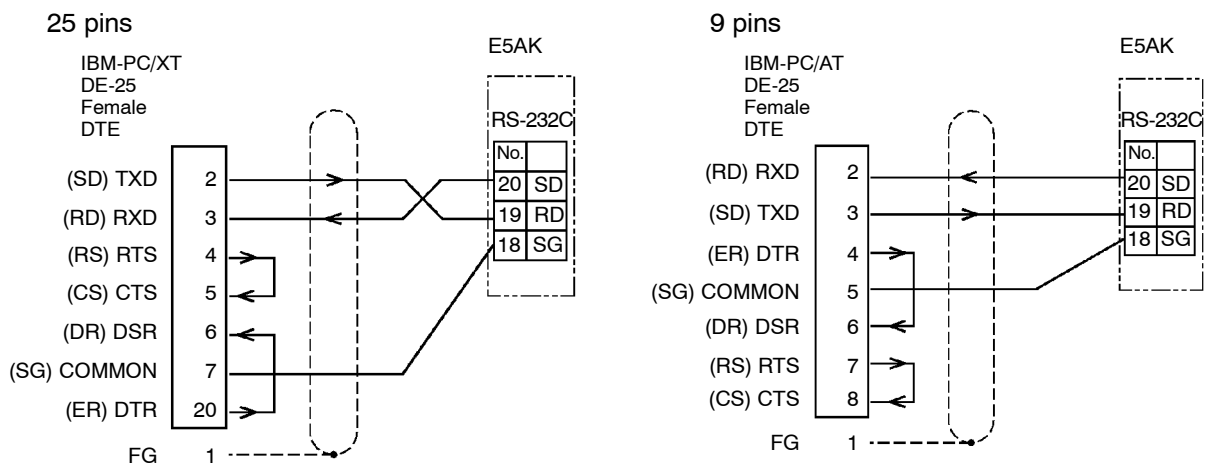 25 pins
IBM-PC/XT
DE-25
Female
DTE
E5AK
RS-232C
No.
20 SD
19 RD
18 SG
(SD) TXD 2
(RD) RXD 3
(RS) RTS 4
(CS) CTS 5
(DR) DSR 6
(SG) COMMON 7
(ER) DTR 20
FG 1
9 pins
IBM-PC/AT
DE-25
Female
DTE
E5AK
RS-232C
No.
20 SD
19 RD
18 SG
(RD) RXD 2
(SD) TXD 3
(ER) DTR 4
(SG) COMMON 5
(DR) DSR 6
(RS) RTS 7
(CS) CTS 8
FG 1